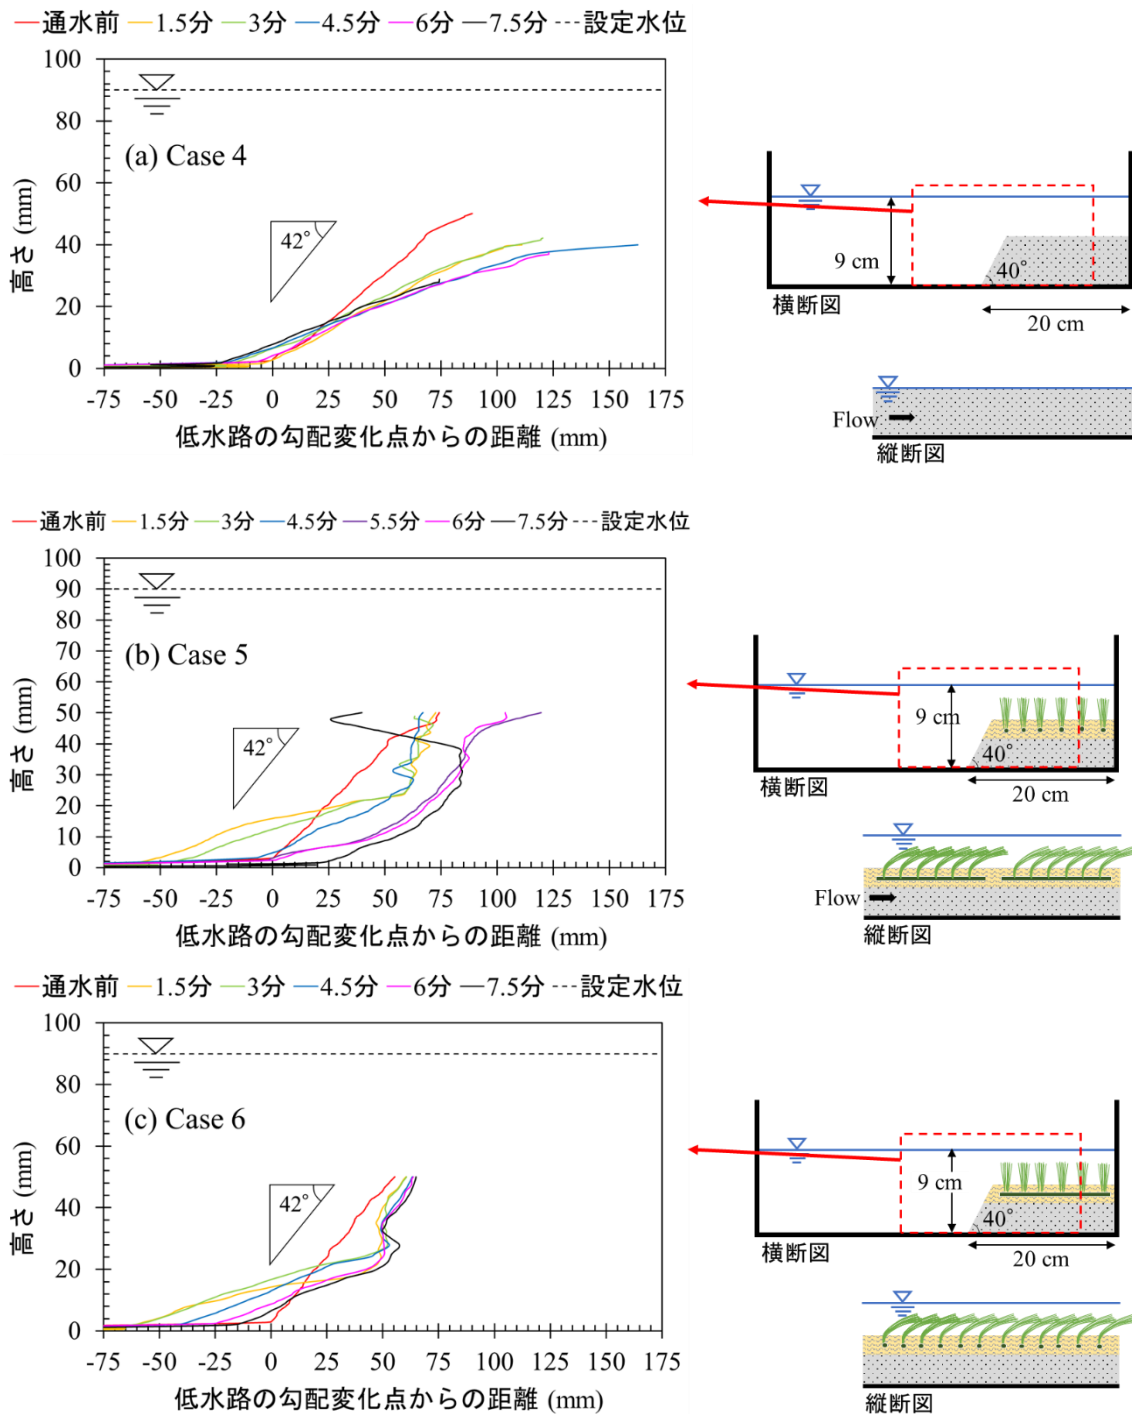 通水前 1.5分 3分 4.5分 6分 7.5分 設定水位
100
80
60
40
20
0
高さ (mm)
(a) Case 4
42°
-75 -50 -25 0 25 50 75 100 125 150 175
低水路の勾配変化点からの距離 (mm)
9 cm
40°
横断図
20 cm
Flow
縦断図
通水前 1.5分 3分 4.5分 5.5分 6分 7.5分 設定水位
100
90
80
70
60
50
40
30
20
10
0
高さ (mm)
(b) Case 5
42°
-75 -50 -25 0 25 50 75 100 125 150 175
低水路の勾配変化点からの距離 (mm)
9 cm
40°
横断図
20 cm
Flow
縦断図
通水前 1.5分 3分 4.5分 6分 7.5分 設定水位
100
80
60
40
20
0
高さ (mm)
(c) Case 6
42°
-75 -50 -25 0 25 50 75 100 125 150 175
低水路の勾配変化点からの距離 (mm)
9 cm
40°
横断図
20 cm
縦断図